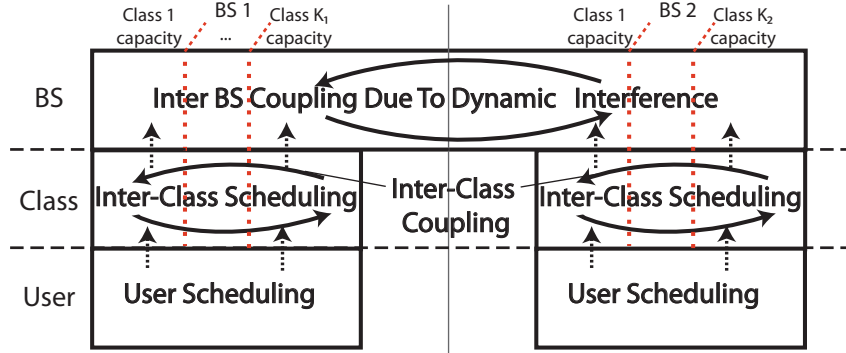 Class 1 capacity
BS 1
...
Class K₁ capacity
Class 1 capacity
BS 2
Class K₂ capacity
BS
Inter BS Coupling Due To Dynamic Interference
Class
Inter-Class Scheduling
Inter-Class
Coupling
Inter-Class Scheduling
User
User Scheduling
User Scheduling